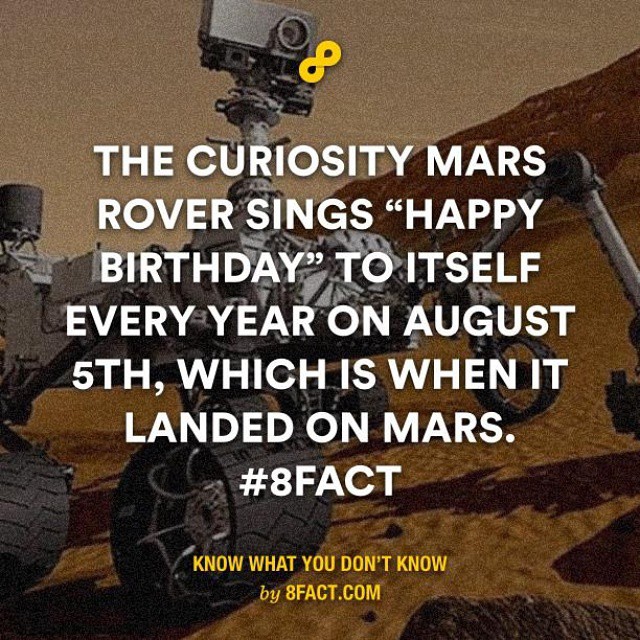 THE CURIOSITY MARS
ROVER SINGS “HAPPY
BIRTHDAY” TO ITSELF
EVERY YEAR ON AUGUST
5TH, WHICH IS WHEN IT
LANDED ON MARS.
#8FACT
KNOW WHAT YOU DON'T KNOW
by 8FACT.COM